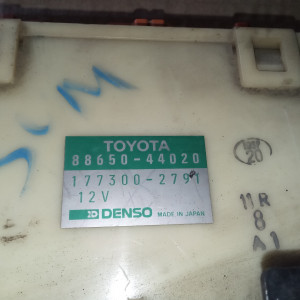 TOYOTA
88650-44020
177300-2791
12V
DENSO MADE IN JAPAN
20
11R
8
A1